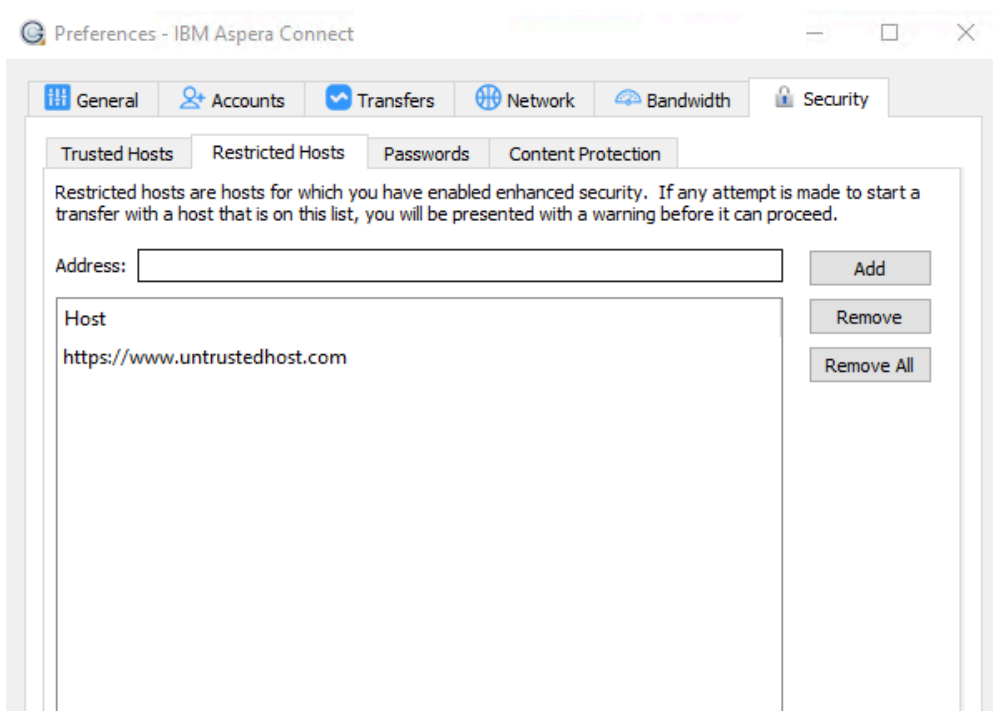 Preferences - IBM Aspera Connect
General Accounts Transfers Network Bandwidth Security
Trusted Hosts Restricted Hosts Passwords Content Protection
Restricted hosts are hosts for which you have enabled enhanced security. If any attempt is made to start a
transfer with a host that is on this list, you will be presented with a warning before it can proceed.
Address: Add
Host Remove
https://www.untrustedhost.com Remove All